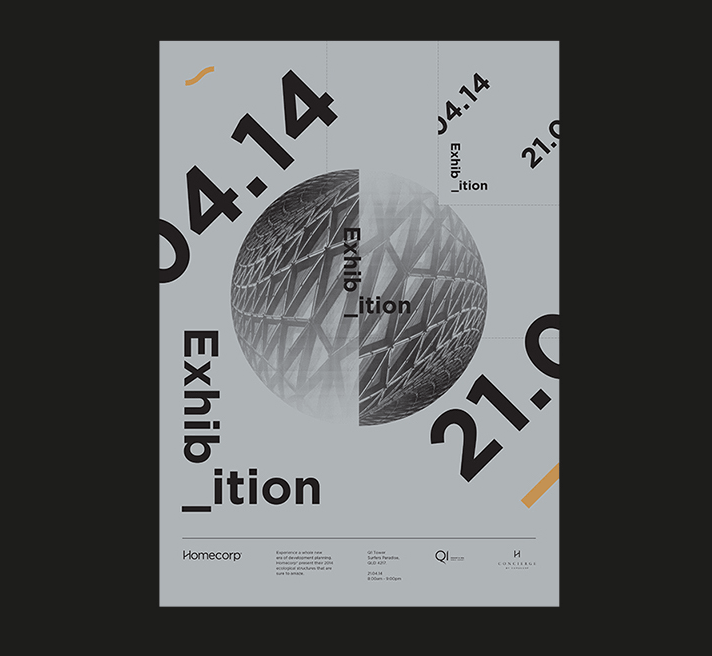 04.14
04.14
21.0
Exhib
_ition
Exhib
_ition
21.0
Exhib
_ition
Homecorp
Experience a whole new
era of development planning.
Homecorp® present their 2014
ecological structures that are
sure to amaze.
Q1 Tower
Surfers Paradise,
QLD 4217
21.04.14
8:00am - 9:00pm
Q1
H
CONCIERGE